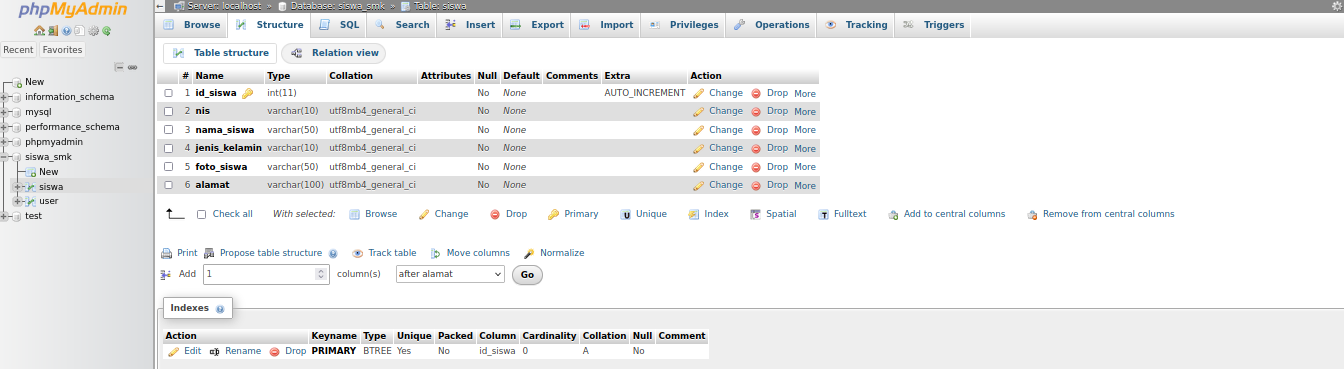 phpMyAdmin
Server: localhost » Database: siswa_smk » Table: siswa
Browse Structure SQL Search Insert Export Import Privileges Operations Tracking Triggers
Recent Favorites
Table structure Relation view
New
information_schema
mysql
performance_schema
phpmyadmin
siswa_smk
New
siswa
user
test
# Name Type Collation Attributes Null Default Comments Extra Action
1 id_siswa int(11) No None AUTO_INCREMENT Change Drop More
2 nis varchar(10) utf8mb4_general_ci No None Change Drop More
3 nama_siswa varchar(50) utf8mb4_general_ci No None Change Drop More
4 jenis_kelamin varchar(10) utf8mb4_general_ci No None Change Drop More
5 foto_siswa varchar(50) utf8mb4_general_ci No None Change Drop More
6 alamat varchar(100) utf8mb4_general_ci No None Change Drop More
Check all With selected: Browse Change Drop Primary Unique Index Spatial Fulltext Add to central columns Remove from central columns
Print Propose table structure Track table Move columns Normalize
Add 1 column(s) after alamat Go
Indexes
Action Keyname Type Unique Packed Column Cardinality Collation Null Comment
Edit Rename Drop PRIMARY BTREE Yes No id_siswa 0 A No